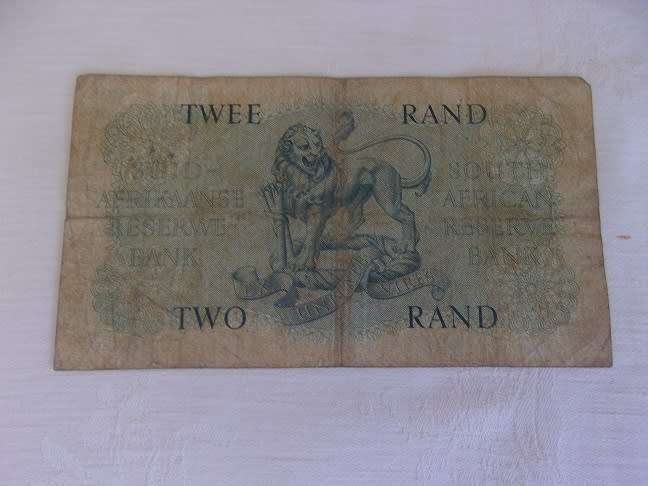 TWEE RAND
SUID-
AFRIKAANSE
RESERWE-
BANK
SOUTH
AFRICAN
RESERVE
BANK
TWO RAND